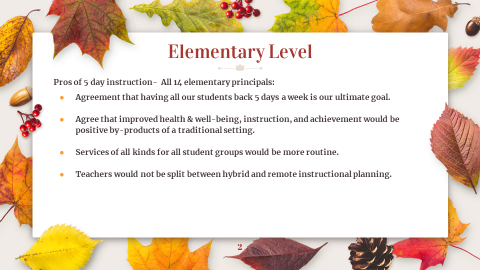 Elementary Level
Pros of 5 day instruction- All 14 elementary principals:
Agreement that having all our students back 5 days a week is our ultimate goal.
Agree that improved health & well-being, instruction, and achievement would be
positive by-products of a traditional setting.
Services of all kinds for all student groups would be more routine.
Teachers would not be split between hybrid and remote instructional planning.
2